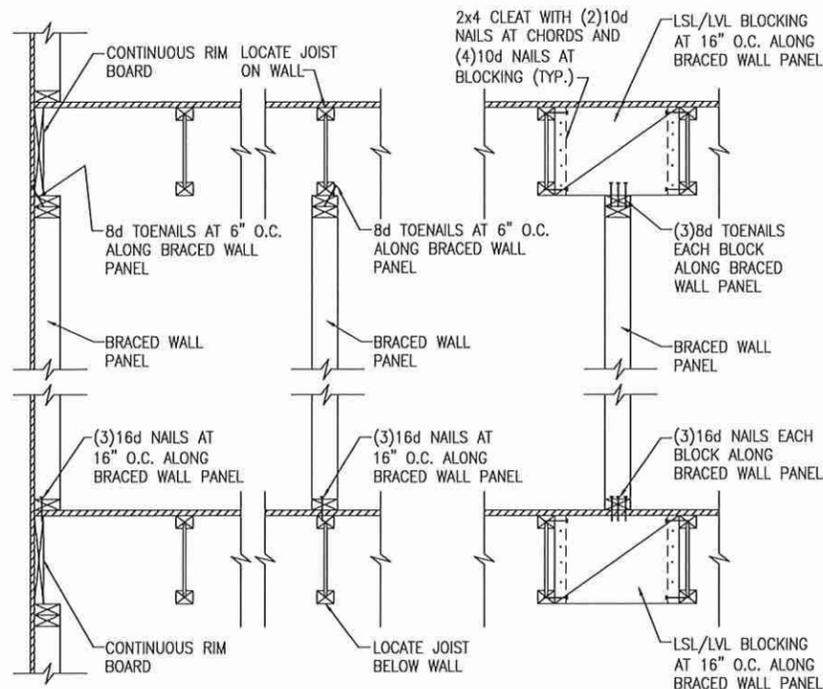 CONTINUOUS RIM
BOARD
LOCATE JOIST
ON WALL
2x4 CLEAT WITH (2)10d
NAILS AT CHORDS AND
(4)10d NAILS AT
BLOCKING (TYP.)
LSL/LVL BLOCKING
AT 16" O.C. ALONG
BRACED WALL PANEL
8d TOENAILS AT 6" O.C.
ALONG BRACED WALL
PANEL
8d TOENAILS AT 6" O.C.
ALONG BRACED WALL
PANEL
(3)8d TOENAILS
EACH BLOCK
ALONG BRACED
WALL PANEL
BRACED WALL
PANEL
BRACED WALL
PANEL
BRACED WALL
PANEL
(3)16d NAILS AT
16" O.C. ALONG
BRACED WALL PANEL
(3)16d NAILS AT
16" O.C. ALONG
BRACED WALL PANEL
(3)16d NAILS EACH
BLOCK ALONG
BRACED WALL PANEL
CONTINUOUS RIM
BOARD
LOCATE JOIST
BELOW WALL
LSL/LVL BLOCKING
AT 16" O.C. ALONG
BRACED WALL PANEL